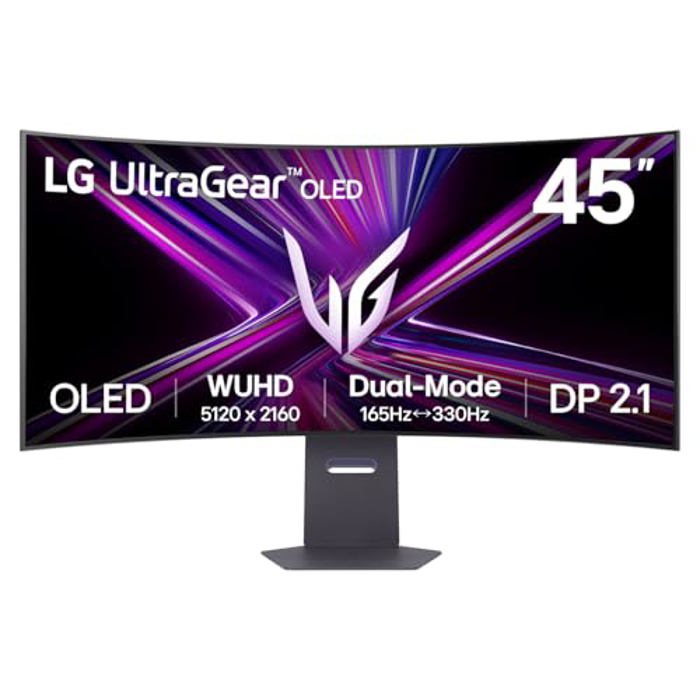 LG UltraGear™ OLED
45″
OLED
WUHD
5120 x 2160
Dual-Mode
165Hz↔330Hz
DP 2.1